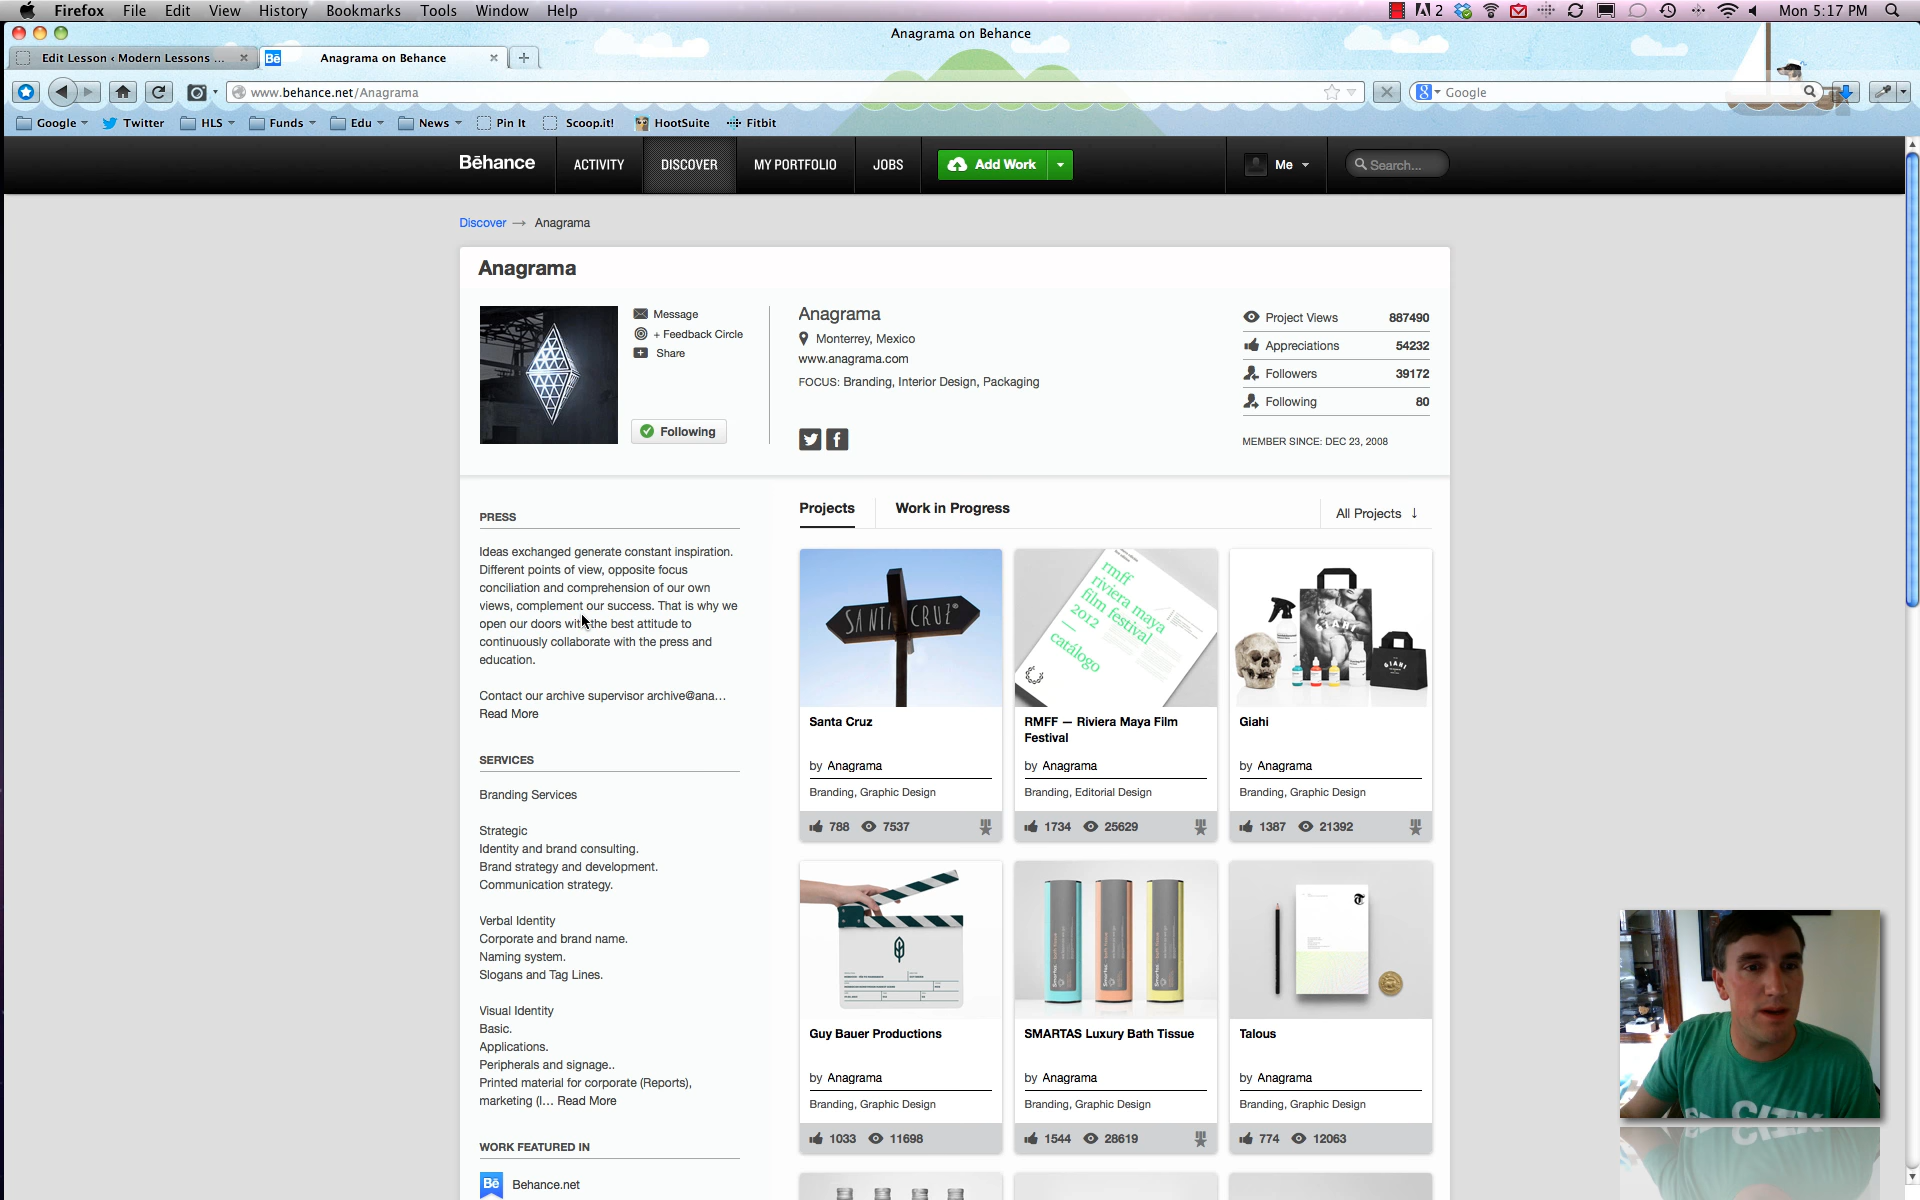 Firefox File Edit View History Bookmarks Tools Window Help
2
Mon 5:17 PM
Anagrama on Behance
Edit Lesson ‹ Modern Lessons ...
Bē Anagrama on Behance
www.behance.net/Anagrama
Google
Google Twitter HLS Funds Edu News Pin It Scoop.it! HootSuite Fitbit
Bēhance ACTIVITY DISCOVER MY PORTFOLIO JOBS Add Work Me Search...
Discover → Anagrama
Anagrama
Message
+ Feedback Circle
Share
Following
Anagrama
Monterrey, Mexico
www.anagrama.com
FOCUS: Branding, Interior Design, Packaging
Project Views 887490
Appreciations 54232
Followers 39172
Following 80
MEMBER SINCE: DEC 23, 2008
PRESS
Ideas exchanged generate constant inspiration.
Different points of view, opposite focus
conciliation and comprehension of our own
views, complement our success. That is why we
open our doors with the best attitude to
continuously collaborate with the press and
education.
Contact our archive supervisor archive@ana...
Read More
SERVICES
Branding Services
Strategic
Identity and brand consulting.
Brand strategy and development.
Communication strategy.
Verbal Identity
Corporate and brand name.
Naming system.
Slogans and Tag Lines.
Visual Identity
Basic.
Applications.
Peripherals and signage..
Printed material for corporate (Reports),
marketing (I... Read More
WORK FEATURED IN
Bē Behance.net
Projects Work in Progress All Projects ↓
SANTA CRUZ®
Santa Cruz
by Anagrama
Branding, Graphic Design
788 7537
rmff
riviera maya
film festival
2012
—
catálogo
RMFF — Riviera Maya Film
Festival
by Anagrama
Branding, Editorial Design
1734 25629
GIAHI
GIAHI
Giahi
by Anagrama
Branding, Graphic Design
1387 21392
Guy Bauer Productions
by Anagrama
Branding, Graphic Design
1033 11698
Smartas
Smartas
Smartas
SMARTAS Luxury Bath Tissue
by Anagrama
Branding, Graphic Design
1544 28619
Talous
by Anagrama
Branding, Graphic Design
774 12063
CITY